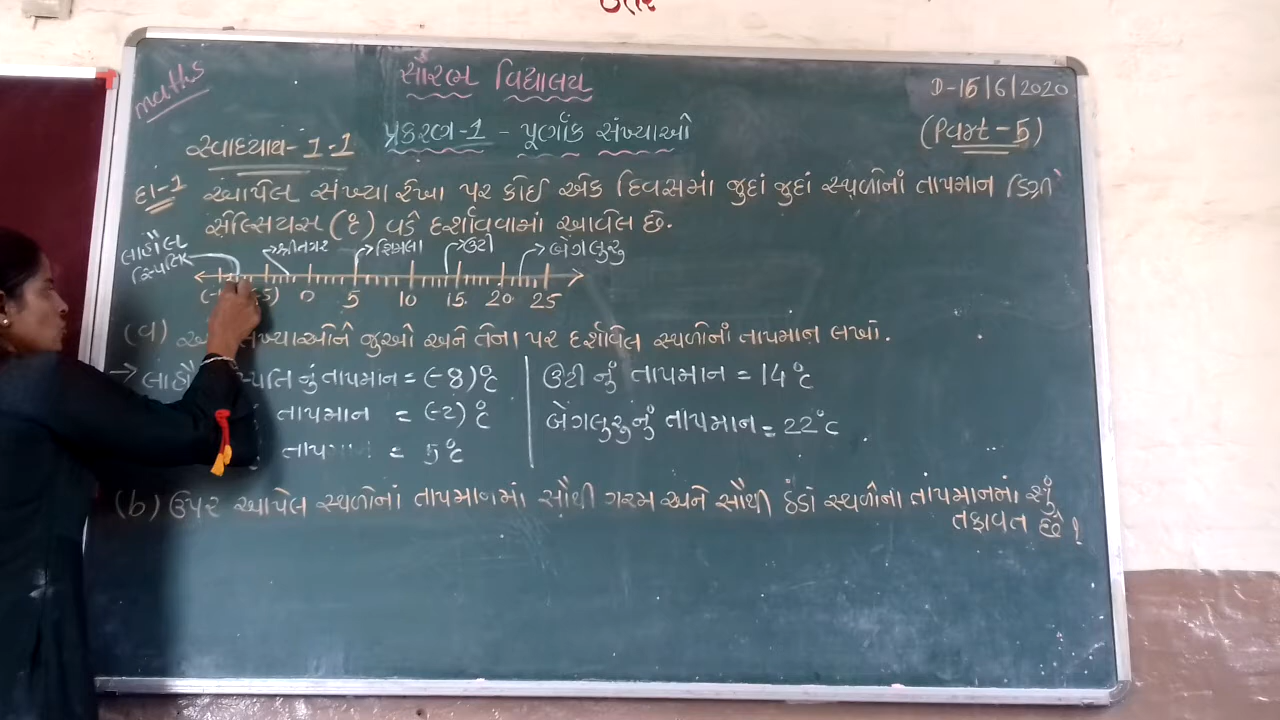 maths
સૌરભ વિદ્યાલય
D-15/6/2020
પ્રકરણ-1 - પૂર્ણાંક સંખ્યાઓ
(Part-5)
સ્વાધ્યાય-1.1
દા-1 આપેલ સંખ્યા રેખા પર કોઈ એક દિવસમાં જુદાં જુદાં સ્થળોનાં તાપમાન ડિગ્રી
સેલ્સિયસ (°c) વડે દર્શાવવામાં આવેલ છે.
લાહૌલ સ્પિતિ શ્રીનગર શિમલા ઉટી બેંગલુરુ
0 5 10 15 20 25
(a) સંખ્યાઓને જુઓ અને તેના પર દર્શાવેલ સ્થળોનાં તાપમાન લખો.
→ નું તાપમાન = (-8)°c
તાપમાન = (-2)°c
તાપમાન = 5°c
ઉટી નું તાપમાન = 14°c
બેંગલુરુનું તાપમાન = 22°c
(b) ઉપર આપેલ સ્થળોનાં તાપમાનમાં સૌથી ગરમ અને સૌથી ઠંડાં સ્થળોના તાપમાનમાં શું
તફાવત છે?